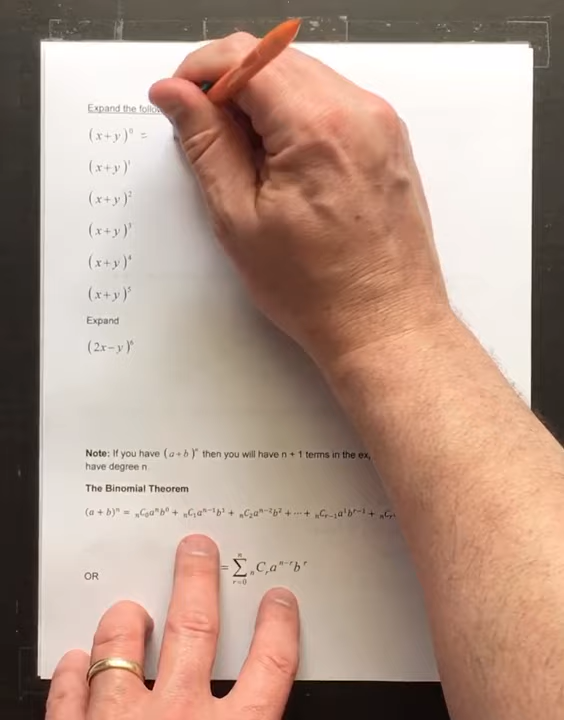 Expand the
(x+y)⁰ =
(x+y)¹
(x+y)²
(x+y)³
(x+y)⁴
(x+y)⁵
Expand
(2x−y)⁶
Note: If you have (a+b)ⁿ then you will have n + 1 terms in the
have degree n
The Binomial Theorem
(a + b)ⁿ = ₙC₀aⁿb⁰ + ₙC₁aⁿ⁻¹b¹ + ₙC₂aⁿ⁻²b² + ⋯ + ₙCᵣ₋₁a¹bʳ⁻¹ +
= ∑ₙCᵣaⁿ⁻ʳbʳ (r=0, n)
OR